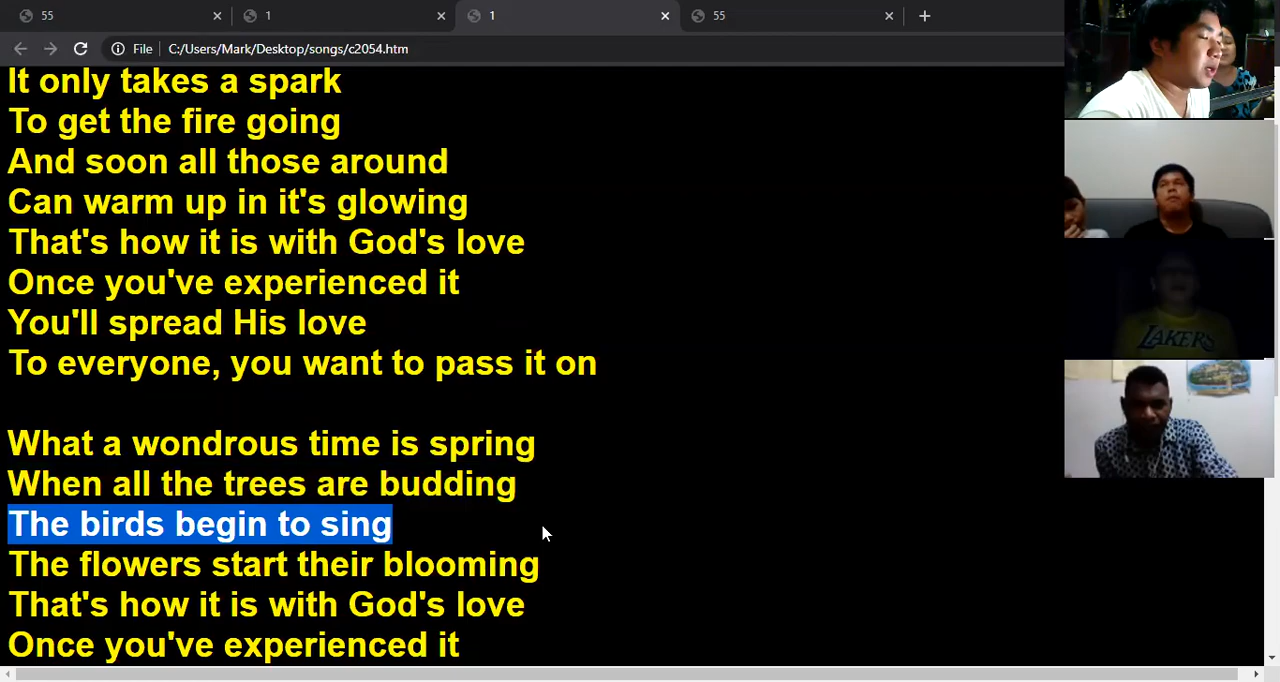 55
1
1
55
File C:/Users/Mark/Desktop/songs/c2054.htm
It only takes a spark
To get the fire going
And soon all those around
Can warm up in it's glowing
That's how it is with God's love
Once you've experienced it
You'll spread His love
To everyone, you want to pass it on
What a wondrous time is spring
When all the trees are budding
The birds begin to sing
The flowers start their blooming
That's how it is with God's love
Once you've experienced it
LAKERS